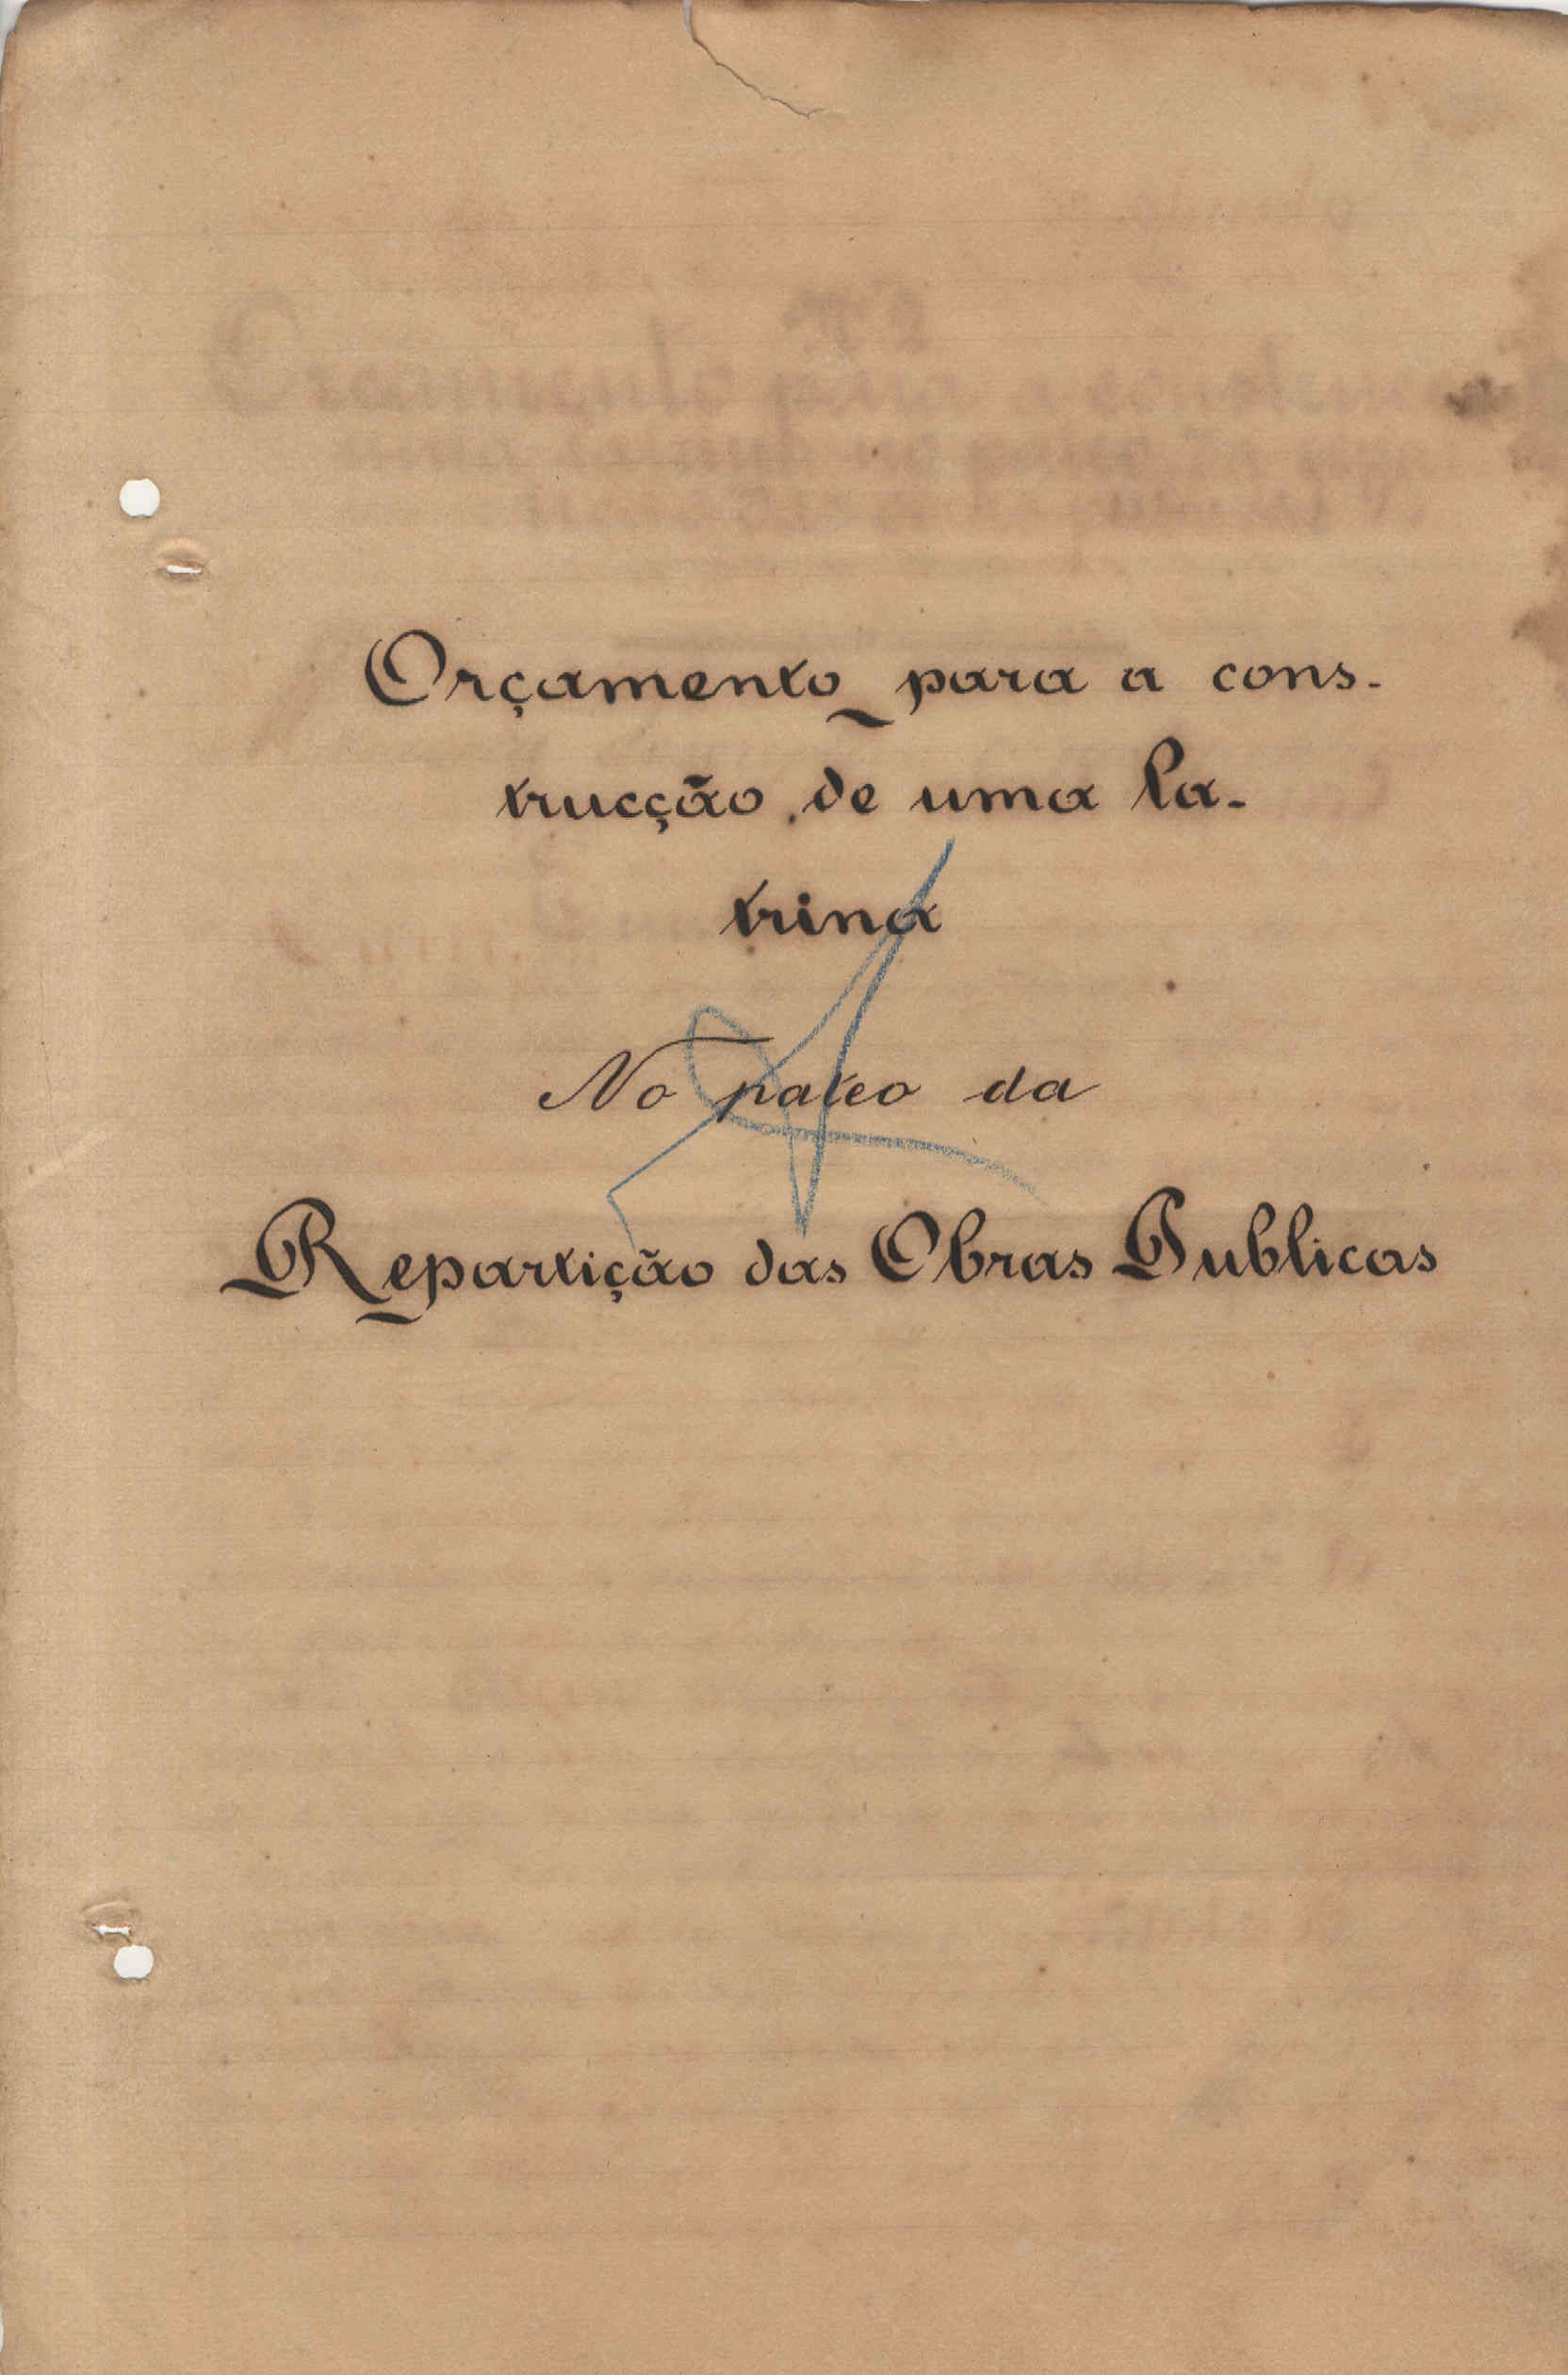 Orçamento para a cons-
trucção de uma la-
trina
No pateo da
Repartição das Obras Publicas